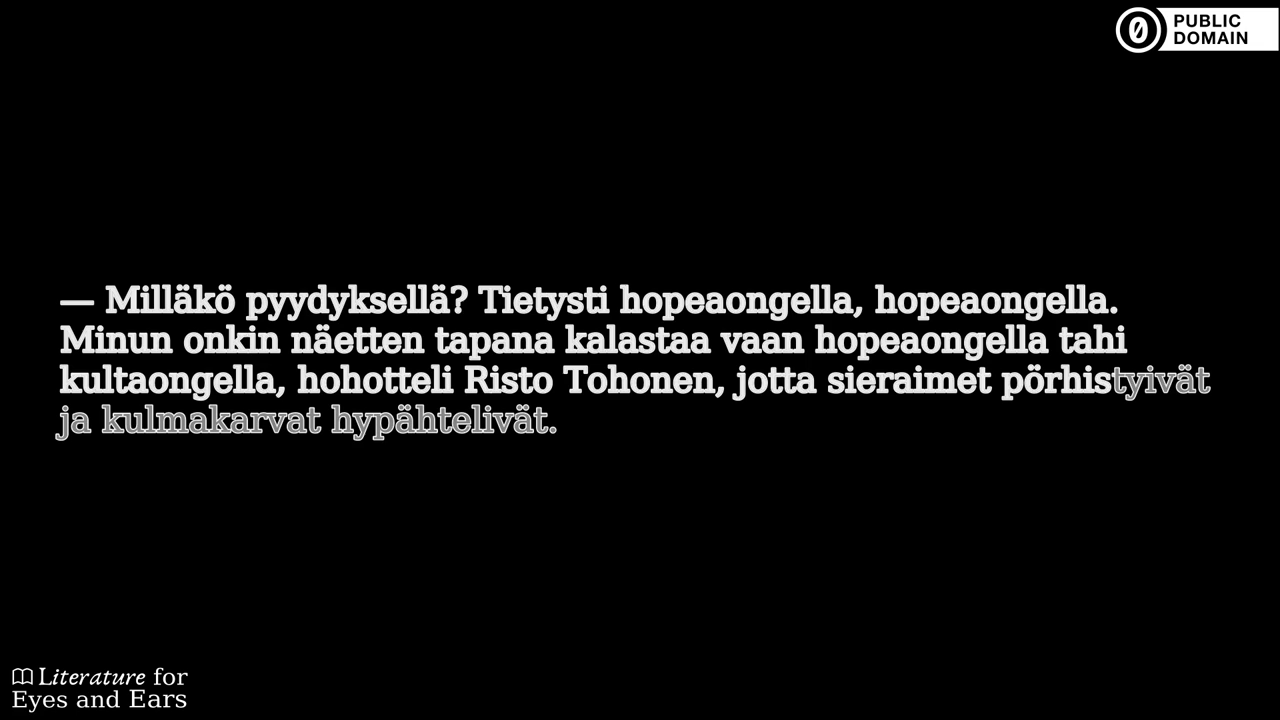 PUBLIC
DOMAIN
— Milläkö pyydyksellä? Tietysti hopeaongella, hopeaongella.
Minun onkin näetten tapana kalastaa vaan hopeaongella tahi
kultaongella, hohotteli Risto Tohonen, jotta sieraimet pörhistyivät
ja kulmakarvat hypähtelivät.
Literature for
Eyes and Ears